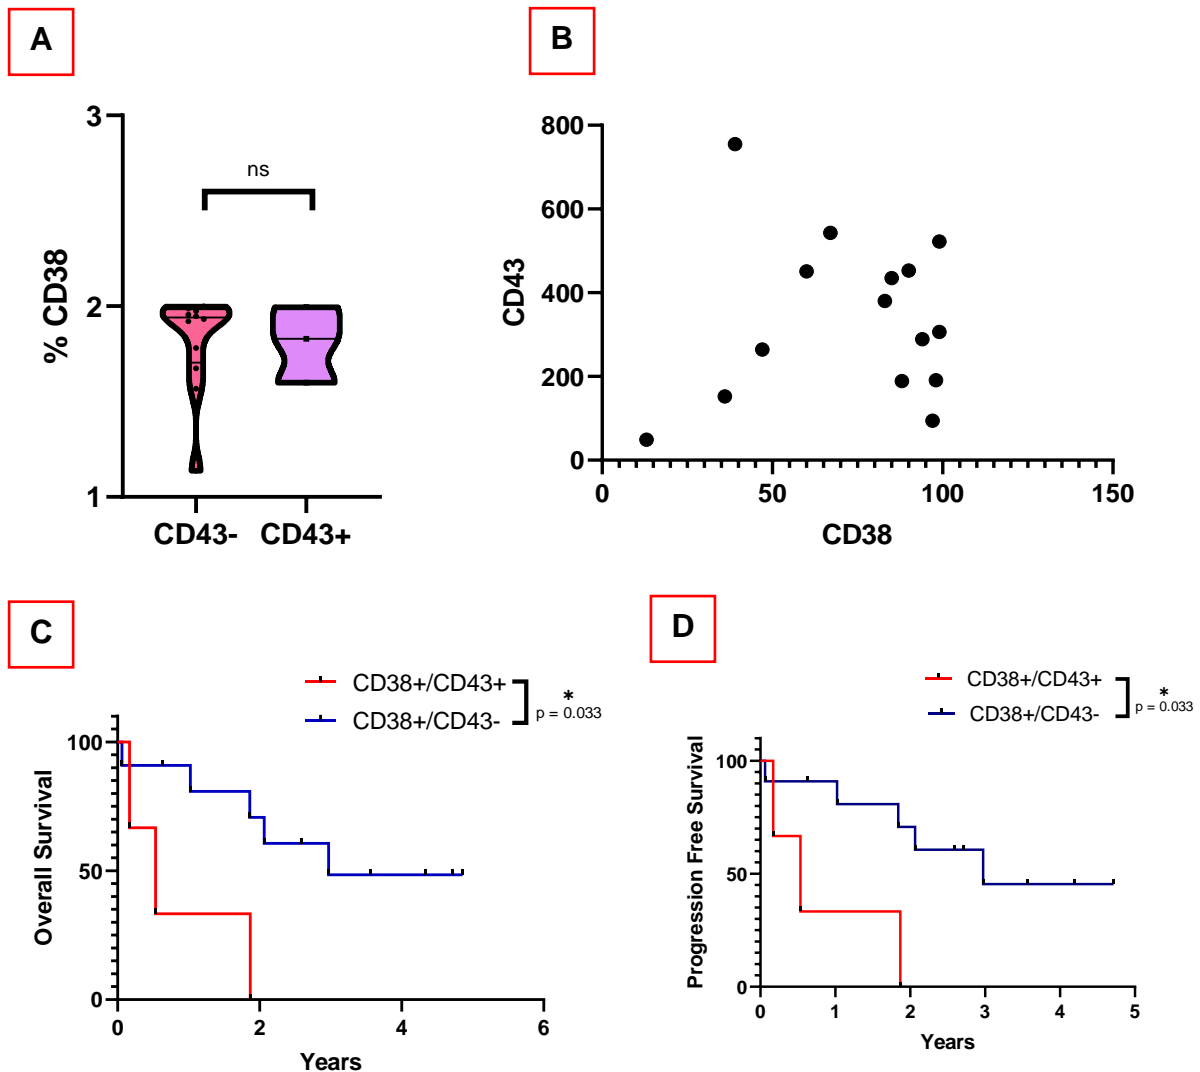 A
B
3
2
1
% CD38
ns
CD43-
CD43+
800
600
400
200
0
CD43
0
50
100
150
CD38
C
D
CD38+/CD43+
CD38+/CD43-
*
p = 0.033
100
50
0
Overall Survival
0
2
4
6
Years
CD38+/CD43+
CD38+/CD43-
*
p = 0.033
100
50
0
Progression Free Survival
0
1
2
3
4
5
Years